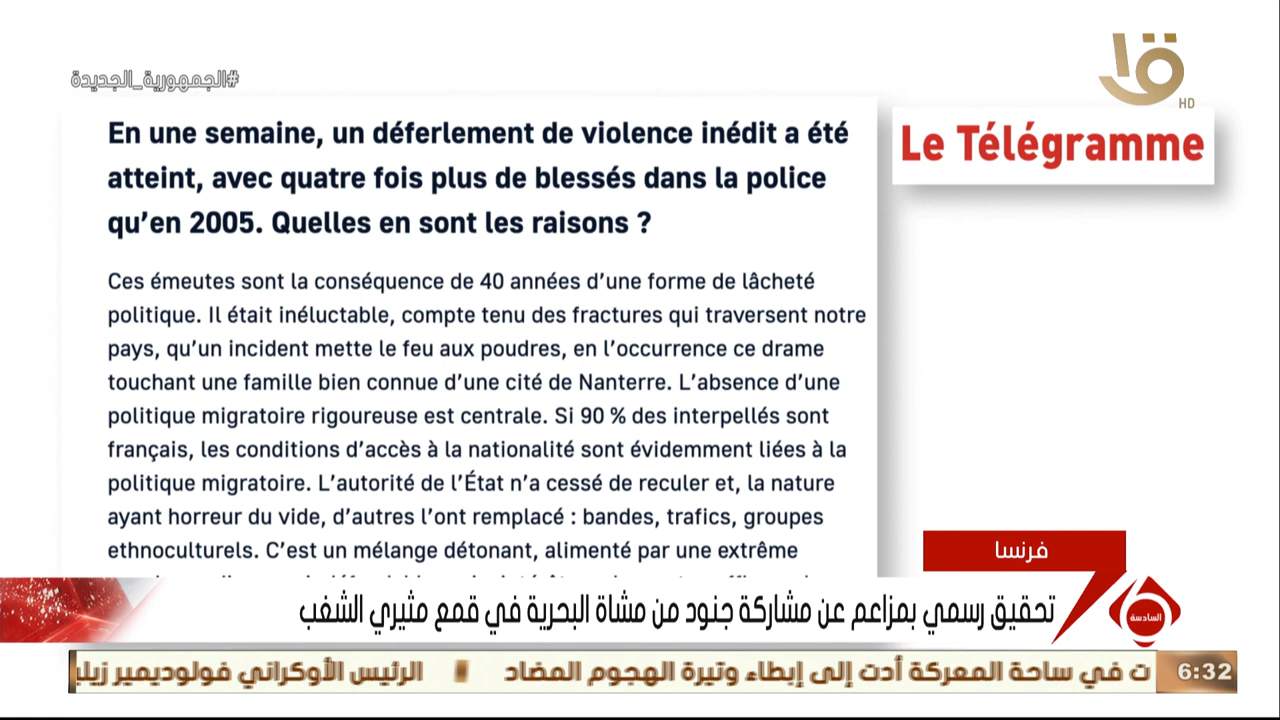 #الجمهورية_الجديدة
HD
Le Télégramme
En une semaine, un déferlement de violence inédit a été
atteint, avec quatre fois plus de blessés dans la police
qu’en 2005. Quelles en sont les raisons ?
Ces émeutes sont la conséquence de 40 années d’une forme de lâcheté
politique. Il était inéluctable, compte tenu des fractures qui traversent notre
pays, qu’un incident mette le feu aux poudres, en l’occurrence ce drame
touchant une famille bien connue d’une cité de Nanterre. L’absence d’une
politique migratoire rigoureuse est centrale. Si 90 % des interpellés sont
français, les conditions d’accès à la nationalité sont évidemment liées à la
politique migratoire. L’autorité de l’État n’a cessé de reculer et, la nature
ayant horreur du vide, d’autres l’ont remplacé : bandes, trafics, groupes
ethnoculturels. C’est un mélange détonant, alimenté par une extrême
فرنسا
تحقيق رسمي بمزاعم عن مشاركة جنود من مشاة البحرية في قمع مثيري الشغب
السادسة
6:32
ت في ساحة المعركة أدت إلى إبطاء وتيرة الهجوم المضاد الرئيس الأوكراني فولوديمير زيلي